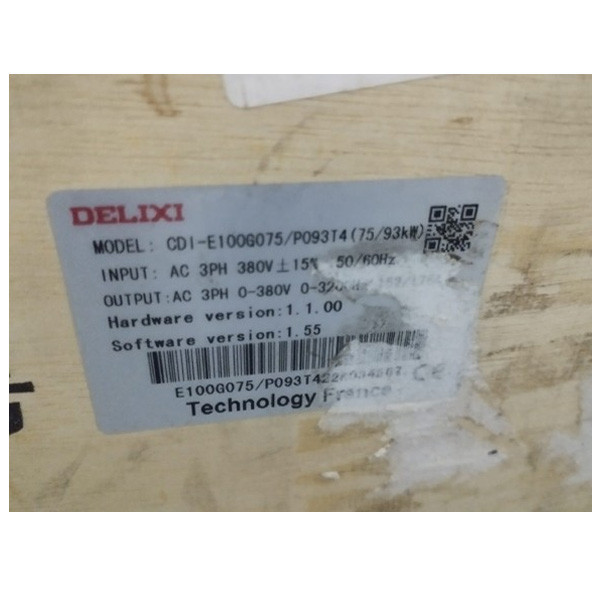 DELIXI
MODEL: CDI-E100G075/P093T4(75/93kW)
INPUT: AC 3PH 380V±15% 50/60Hz
OUTPUT:AC 3PH 0-380V
Hardware version:1.1.00
Software version:1.55
Technology France
CE